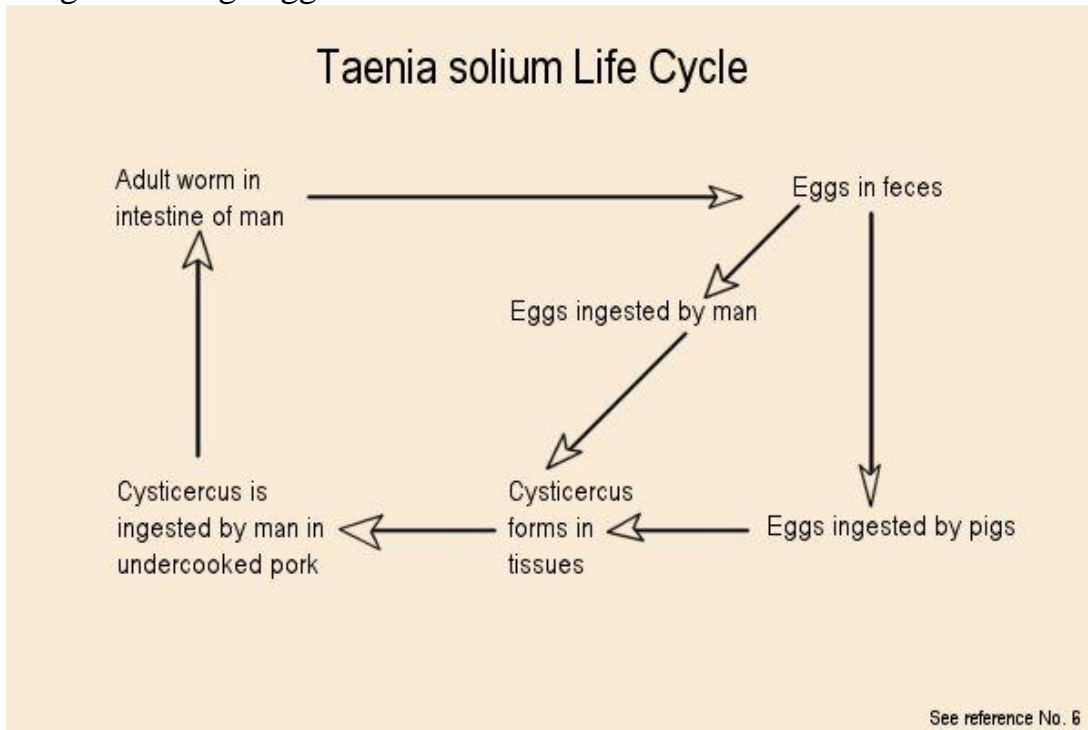 Taenia solium Life Cycle
Adult worm in
intestine of man
Eggs in feces
Eggs ingested by man
Cysticercus is
ingested by man in
undercooked pork
Cysticercus
forms in
tissues
Eggs ingested by pigs
See reference No. 6